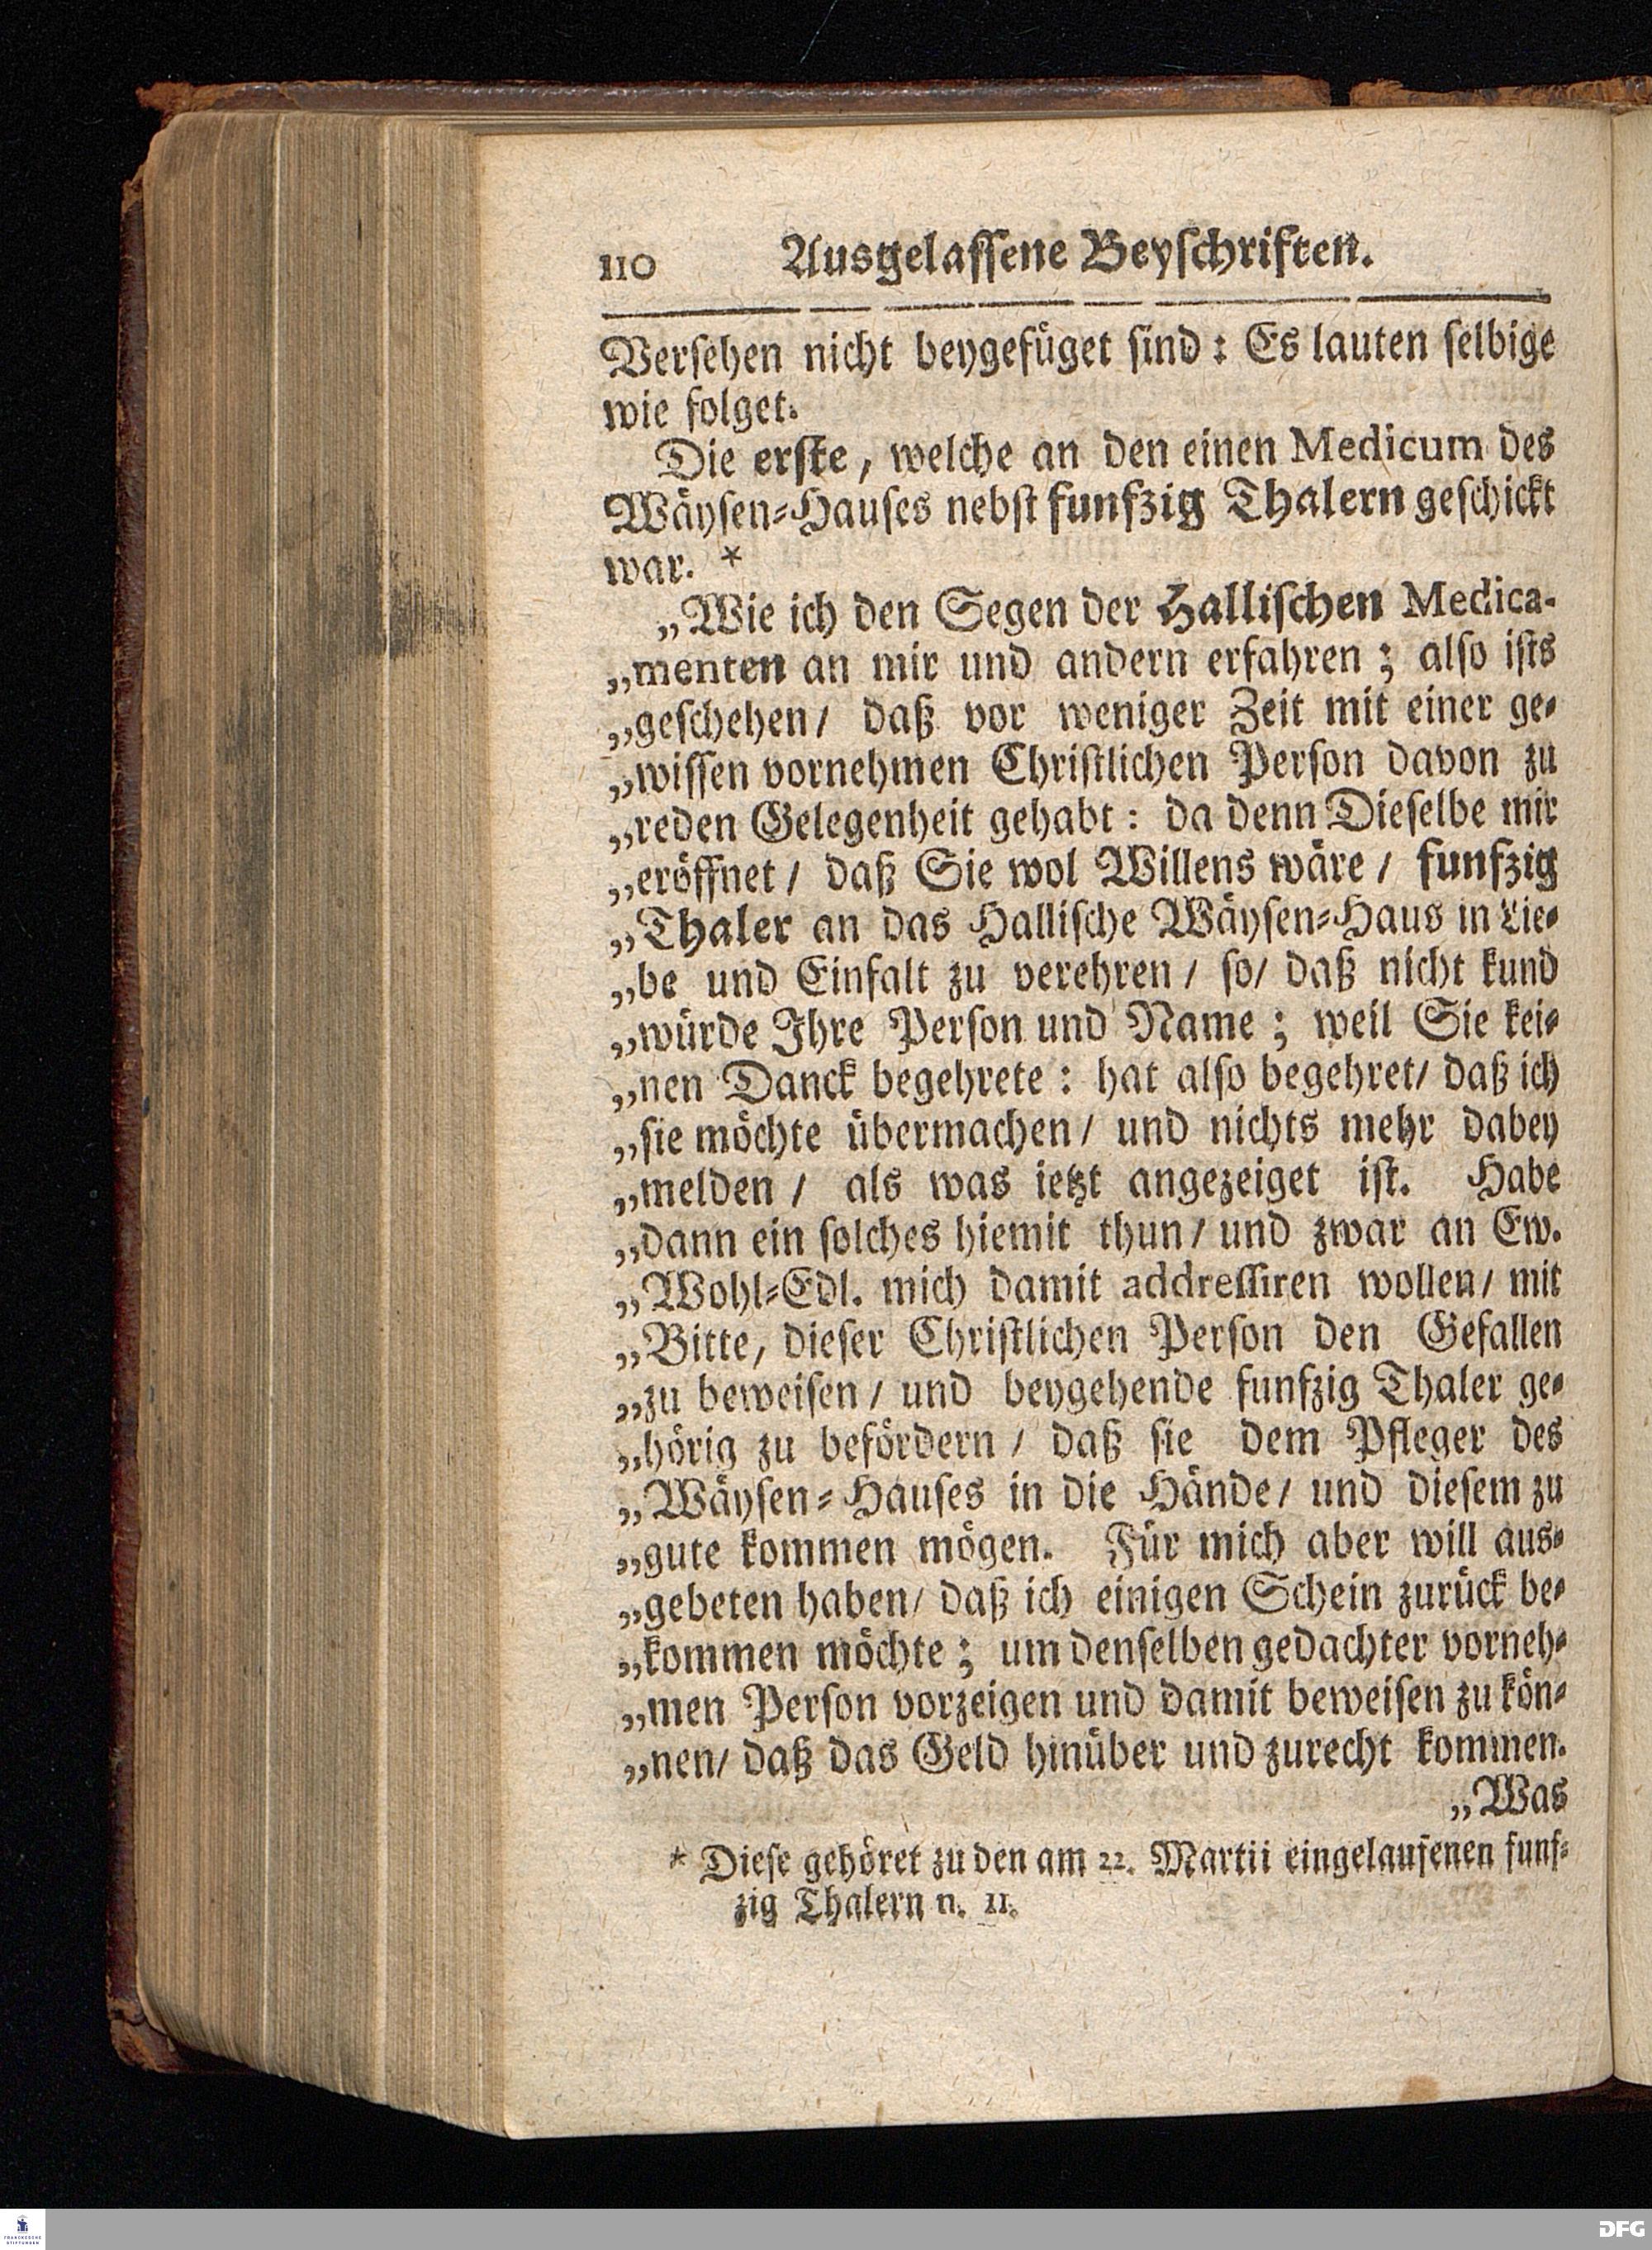 110 Ausgelassene Beyschriften.
Versehen nicht beygefüget sind: Es lauten selbige
wie folget.
Die erste, welche an den einen Medicum des
Wäysen-Hauses nebst funfzig Thalern geschickt
war. *
„Wie ich den Segen der Hallischen Medica-
„menten an mir und andern erfahren; also ists
„geschehen/ daß vor weniger Zeit mit einer ge-
„wissen vornehmen Christlichen Person davon zu
„reden Gelegenheit gehabt: da denn Dieselbe mir
„eröffnet/ daß Sie wol Willens wäre/ funfzig
„Thaler an das Hallische Wäysen-Haus in Lie-
„be und Einfalt zu verehren/ so/ daß nicht kund
„würde Ihre Person und Name; weil Sie kei-
„nen Danck begehrete: hat also begehret/ daß ich
„sie möchte übermachen/ und nichts mehr dabey
„melden/ als was ietzt angezeiget ist. Habe
„dann ein solches hiemit thun/ und zwar an Ew.
„Wohl-Edl. mich damit addressiren wollen/ mit
„Bitte, dieser Christlichen Person den Gefallen
„zu beweisen/ und beygehende funfzig Thaler ge-
„hörig zu befördern/ daß sie dem Pfleger des
„Wäysen-Hauses in die Hände/ und diesem zu
„gute kommen mögen. Für mich aber will aus-
„gebeten haben/ daß ich einigen Schein zurück be-
„kommen möchte; um denselben gedachter vorneh-
„men Person vorzeigen und damit beweisen zu kön-
„nen/ daß das Geld hinüber und zurecht kommen.
„Was
* Diese gehöret zu den am 22. Martii eingelaufenen funf-
zig Thalern n. 11.
FRANCKESCHE
STIFTUNGEN
DFG